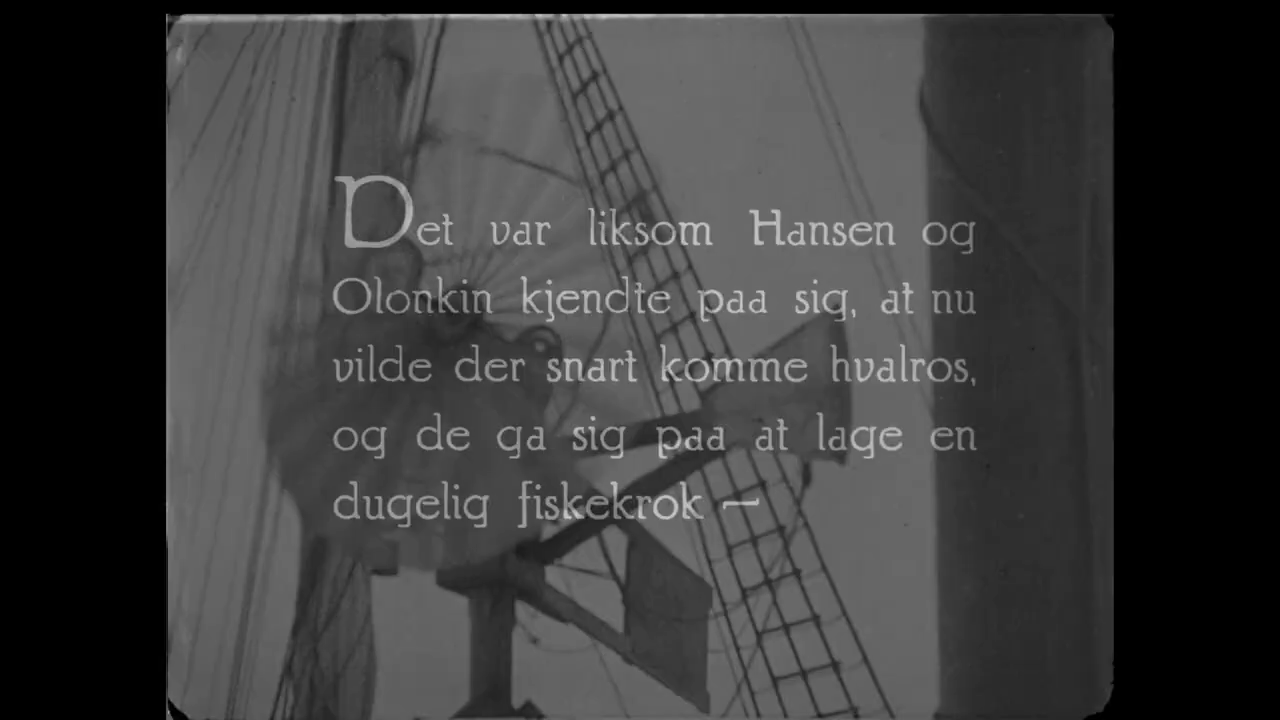 Det var liksom Hansen og
Olonkin kjendte paa sig, at nu
vilde der snart komme hvalros,
og de ga sig paa at lage en
dugelig fiskekrok —